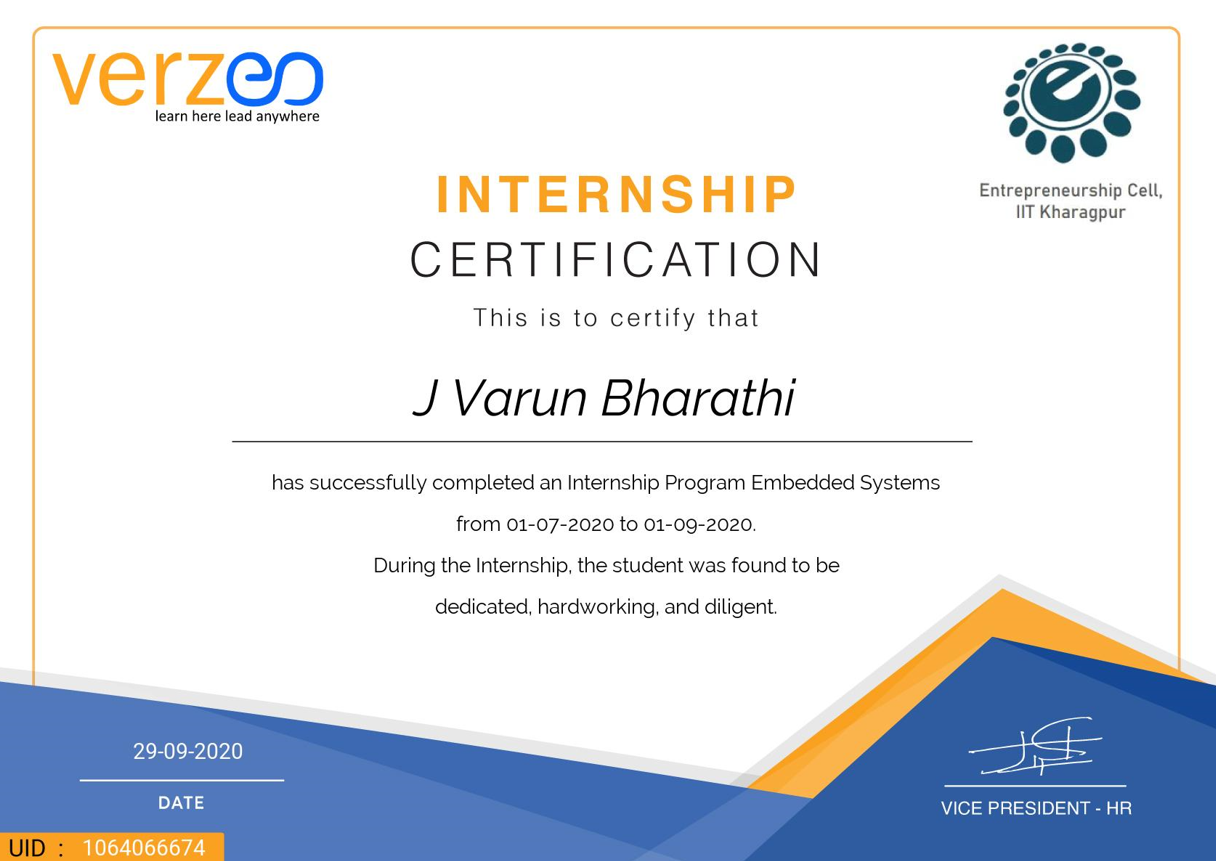 verzeo
learn here lead anywhere
Entrepreneurship Cell,
IIT Kharagpur
INTERNSHIP
CERTIFICATION
This is to certify that
J Varun Bharathi
has successfully completed an Internship Program Embedded Systems
from 01-07-2020 to 01-09-2020.
During the Internship, the student was found to be
dedicated, hardworking, and diligent.
29-09-2020
DATE
VICE PRESIDENT - HR
UID : 1064066674